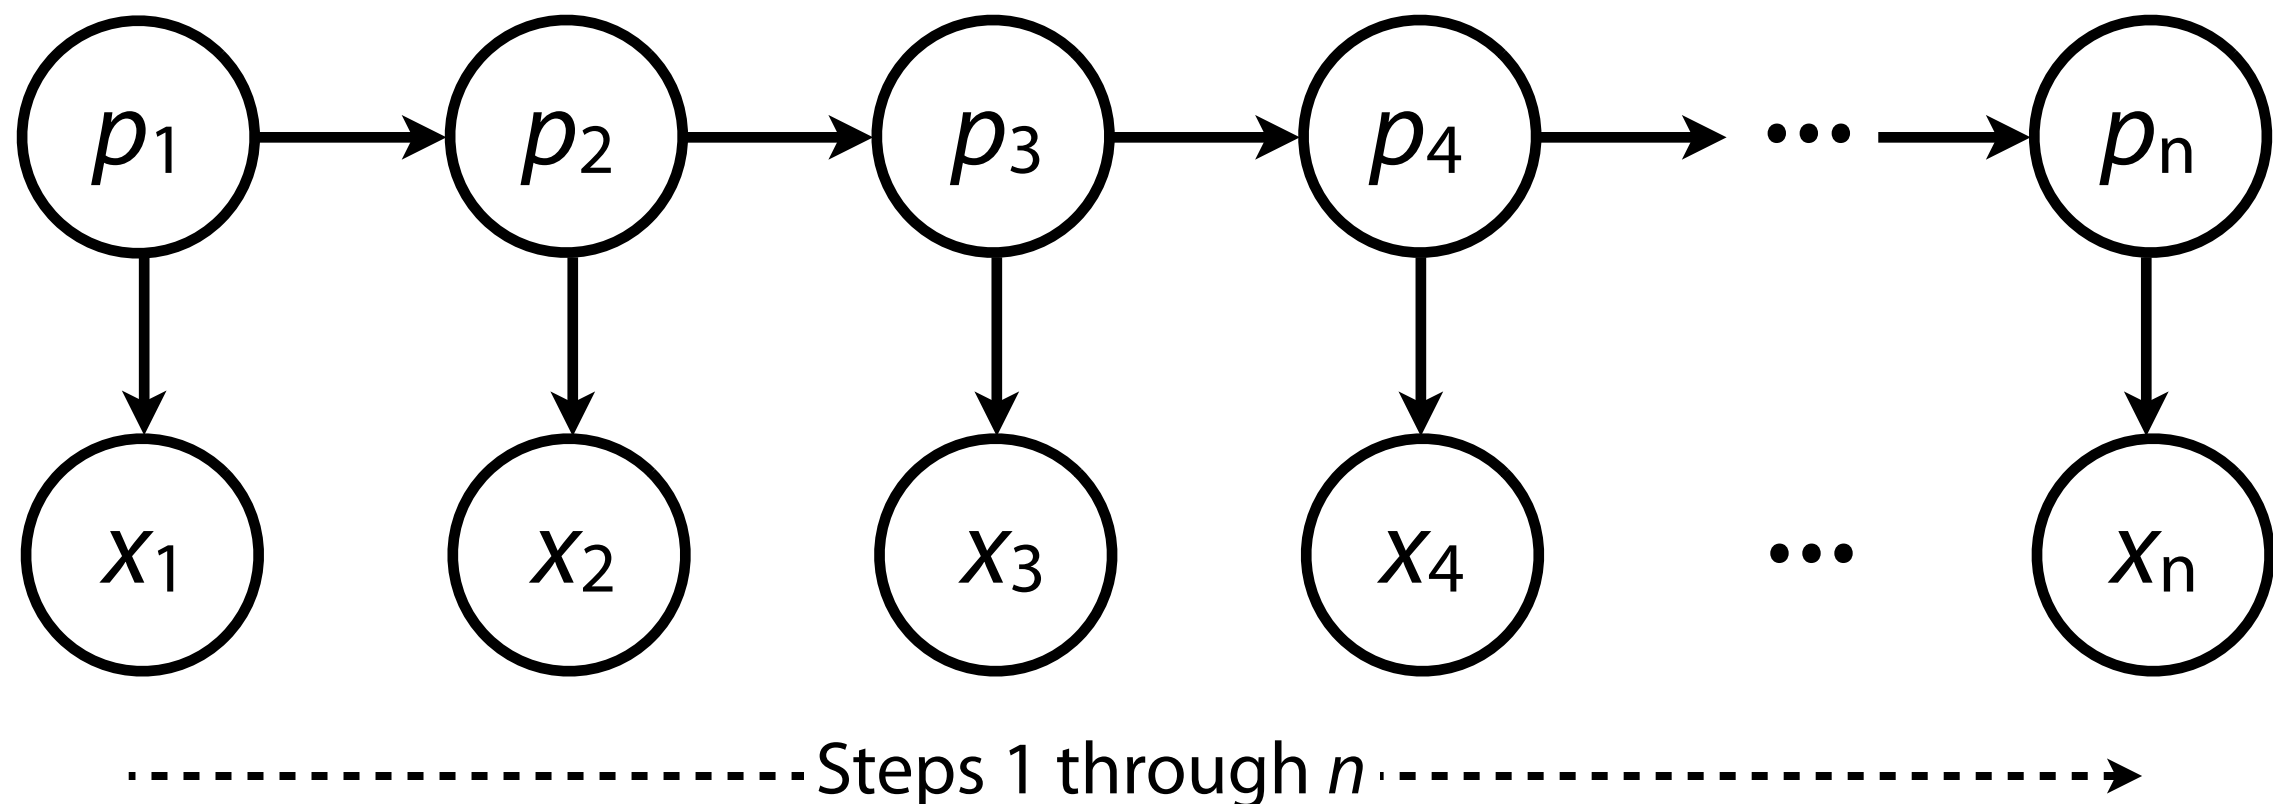 p1 p2 p3 p4 ••• pn
x1 x2 x3 x4 ••• xn
Steps 1 through n